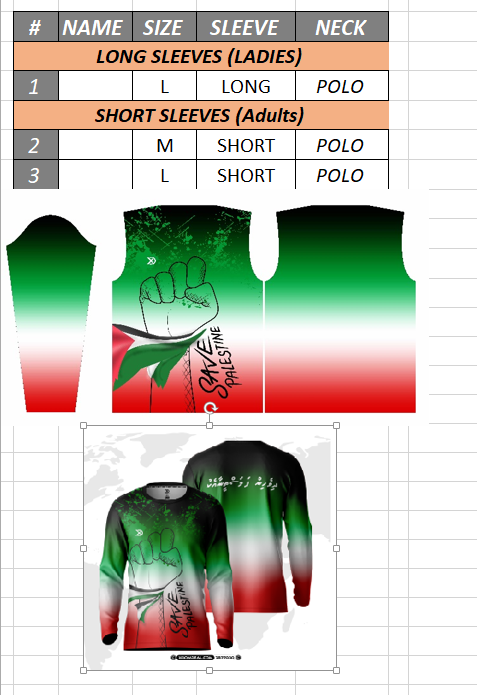 # NAME SIZE SLEEVE NECK
LONG SLEEVES (LADIES)
1 L LONG POLO
SHORT SLEEVES (Adults)
2 M SHORT POLO
3 L SHORT POLO
SAVE
PALESTINE
SAVE
PALESTINE